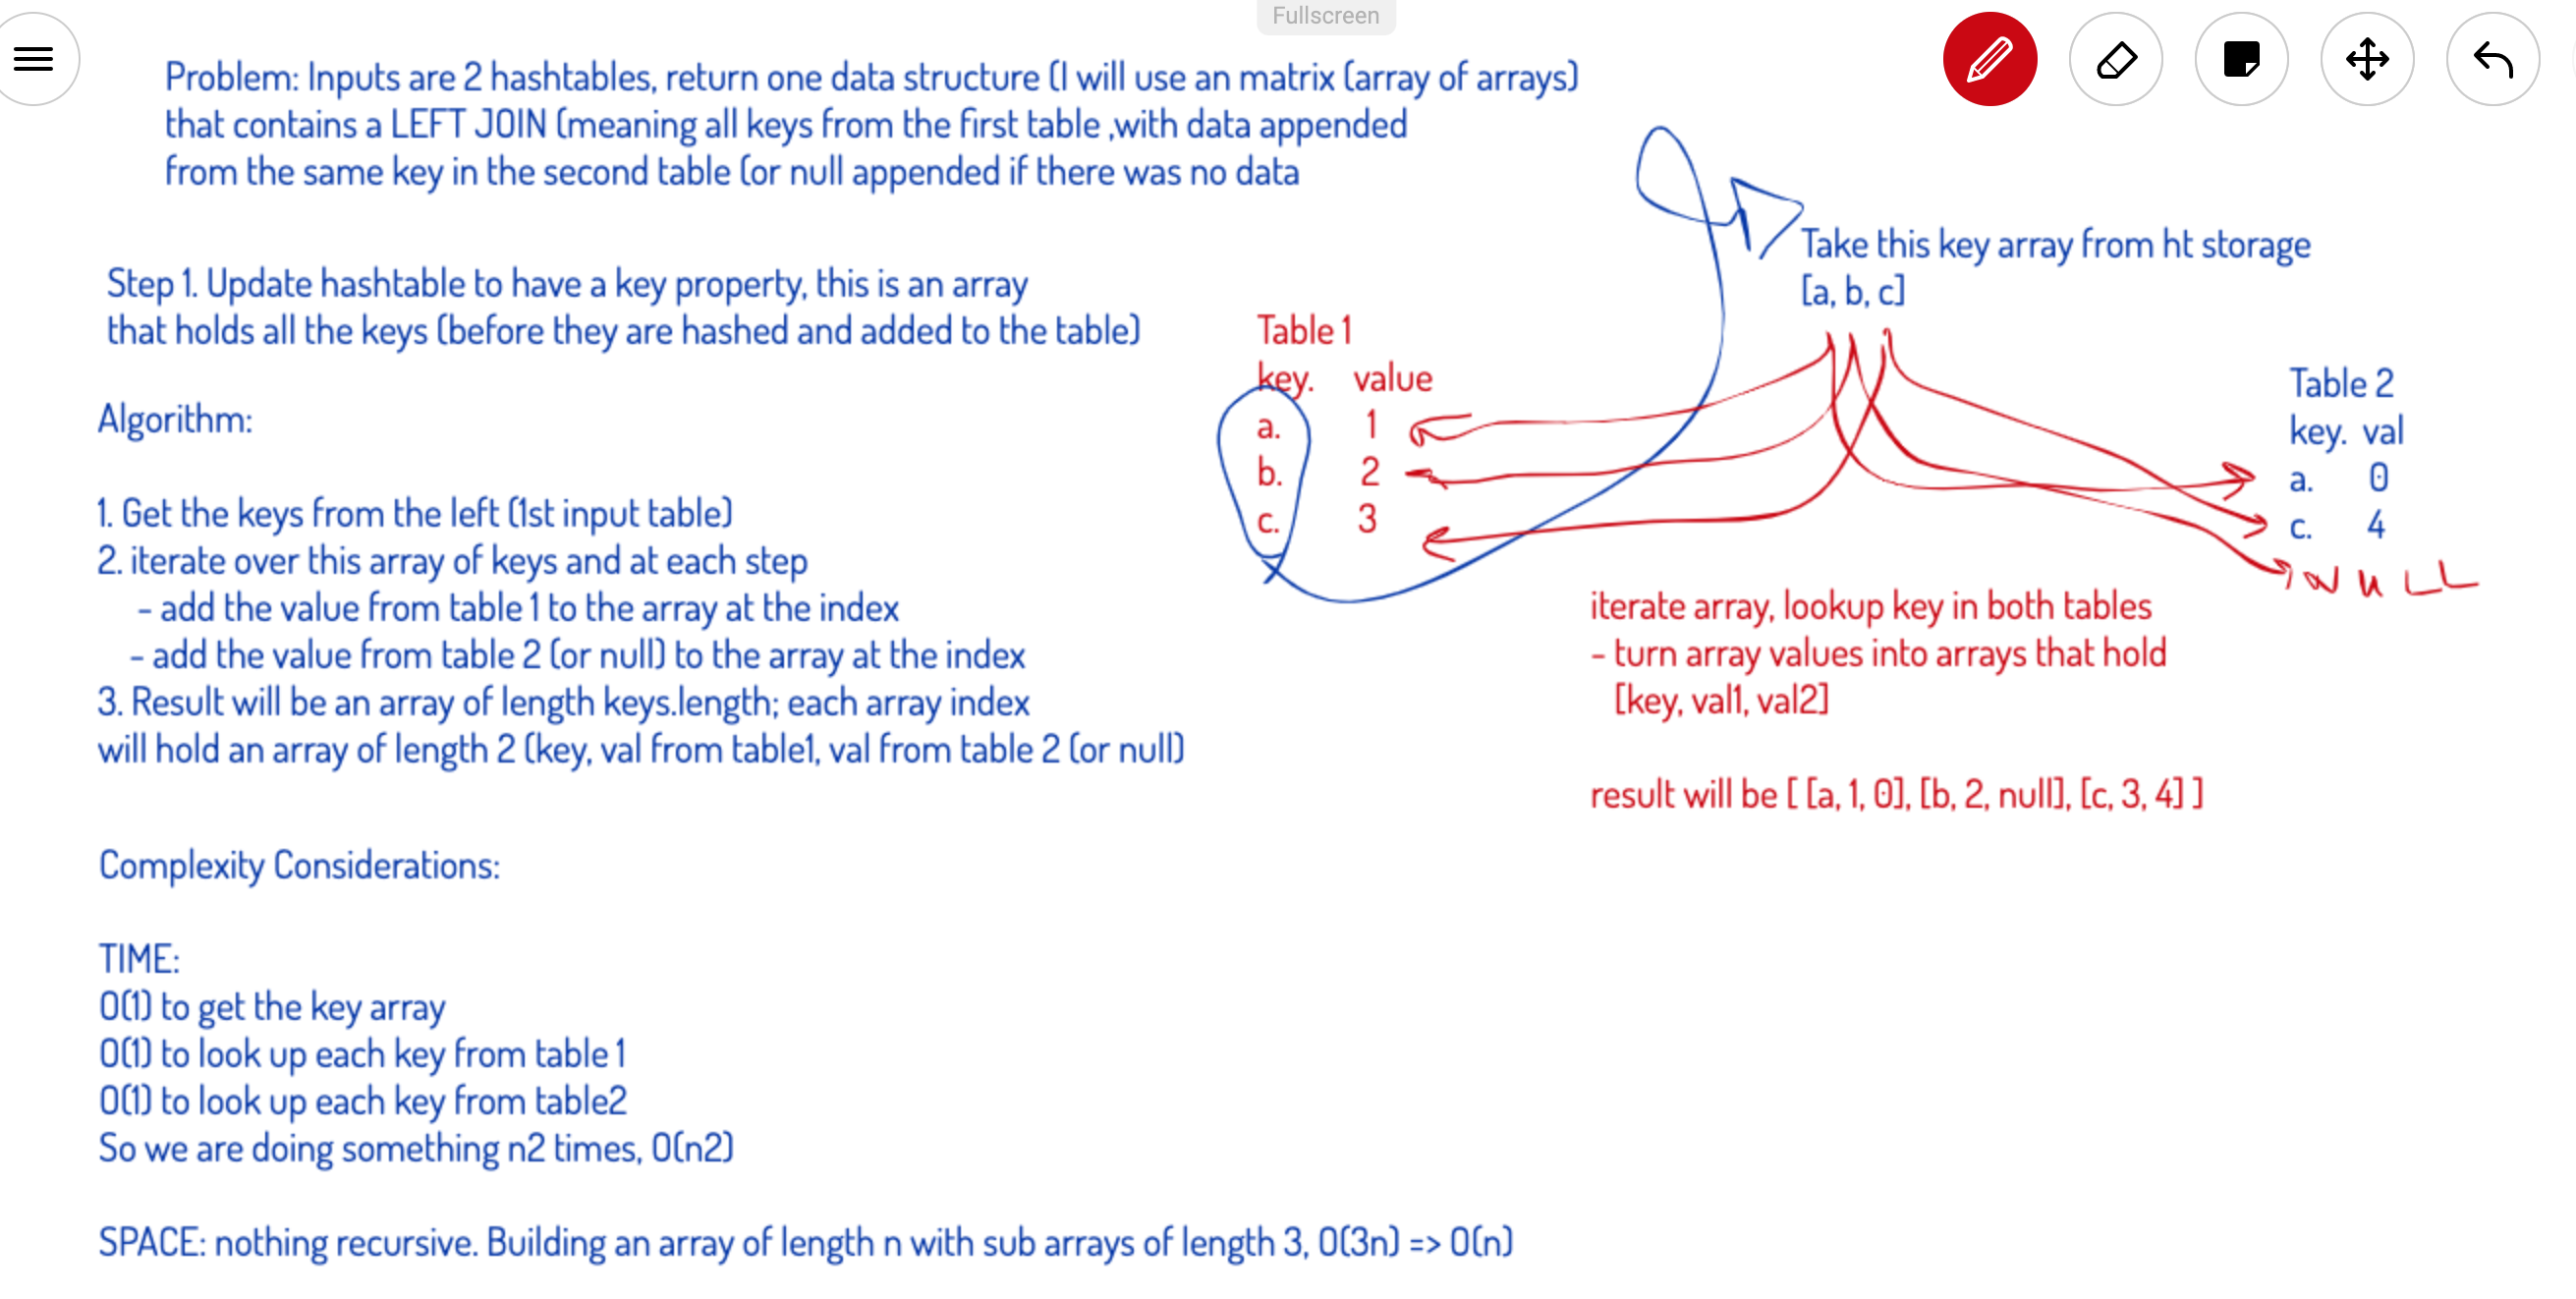 Fullscreen
Problem: Inputs are 2 hashtables, return one data structure (I will use an matrix (array of arrays)
that contains a LEFT JOIN (meaning all keys from the first table ,with data appended
from the same key in the second table (or null appended if there was no data
Step 1. Update hashtable to have a key property, this is an array
that holds all the keys (before they are hashed and added to the table)
Algorithm:
1. Get the keys from the left (1st input table)
2. iterate over this array of keys and at each step
- add the value from table 1 to the array at the index
- add the value from table 2 (or null) to the array at the index
3. Result will be an array of length keys.length; each array index
will hold an array of length 2 (key, val from table1, val from table 2 (or null)
Complexity Considerations:
TIME:
O(1) to get the key array
O(1) to look up each key from table 1
O(1) to look up each key from table2
So we are doing something n2 times, O(n2)
SPACE: nothing recursive. Building an array of length n with sub arrays of length 3, O(3n) => O(n)
Take this key array from ht storage
[a, b, c]
Table 1
key. value
a. 1
b. 2
c. 3
Table 2
key. val
a. 0
c. 4
NULL
iterate array, lookup key in both tables
- turn array values into arrays that hold
[key, val1, val2]
result will be [ [a, 1, 0], [b, 2, null], [c, 3, 4] ]